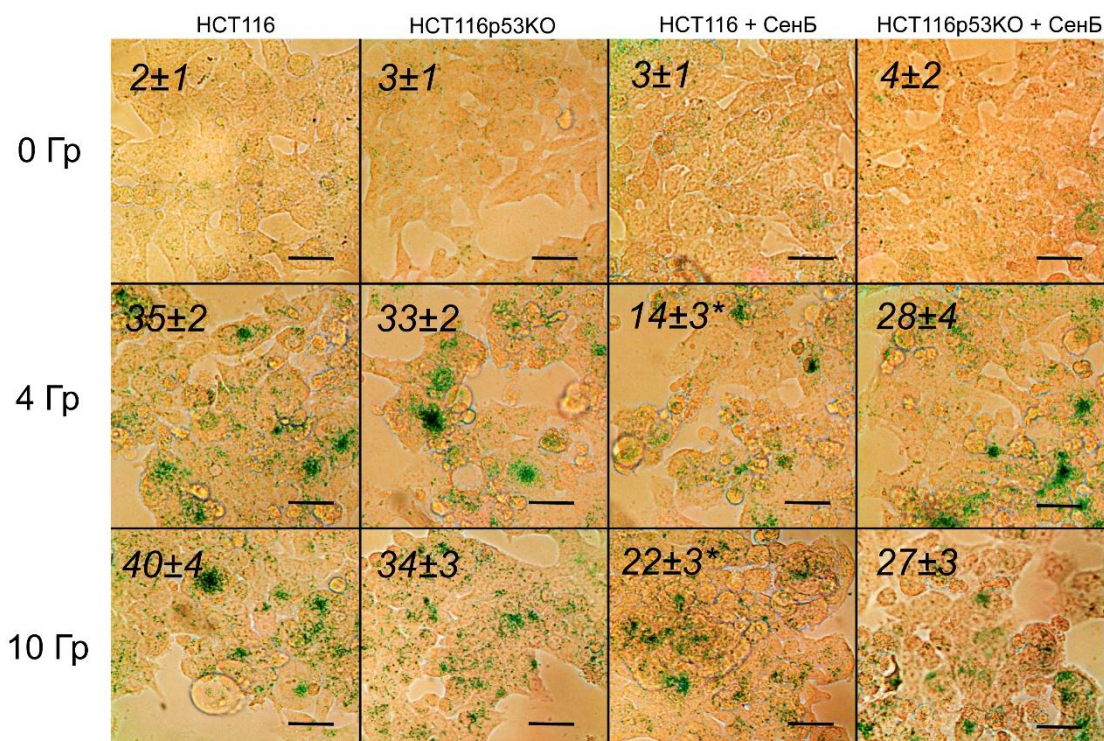 HCT116 HCT116p53KO HCT116 + СенБ HCT116p53KO + СенБ
0 Гр 2±1 3±1 3±1 4±2
4 Гр 35±2 33±2 14±3* 28±4
10 Гр 40±4 34±3 22±3* 27±3